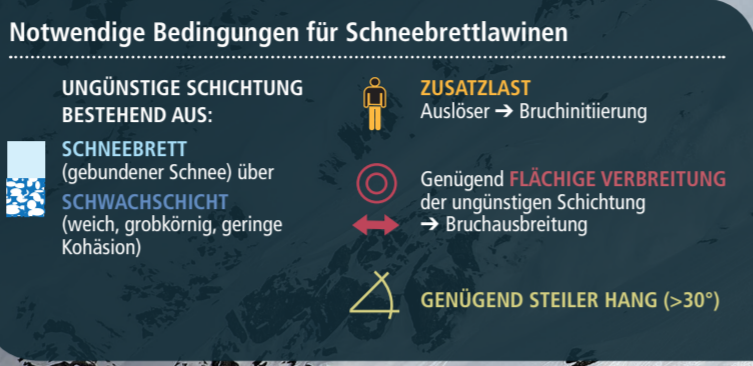 Notwendige Bedingungen für Schneebrettlawinen
UNGÜNSTIGE SCHICHTUNG
BESTEHEND AUS:
SCHNEEBRETT
(gebundener Schnee) über
SCHWACHSCHICHT
(weich, grobkörnig, geringe
Kohäsion)
ZUSATZLAST
Auslöser ➔ Bruchinitiierung
Genügend FLÄCHIGE VERBREITUNG
der ungünstigen Schichtung
➔ Bruchausbreitung
GENÜGEND STEILER HANG (>30°)